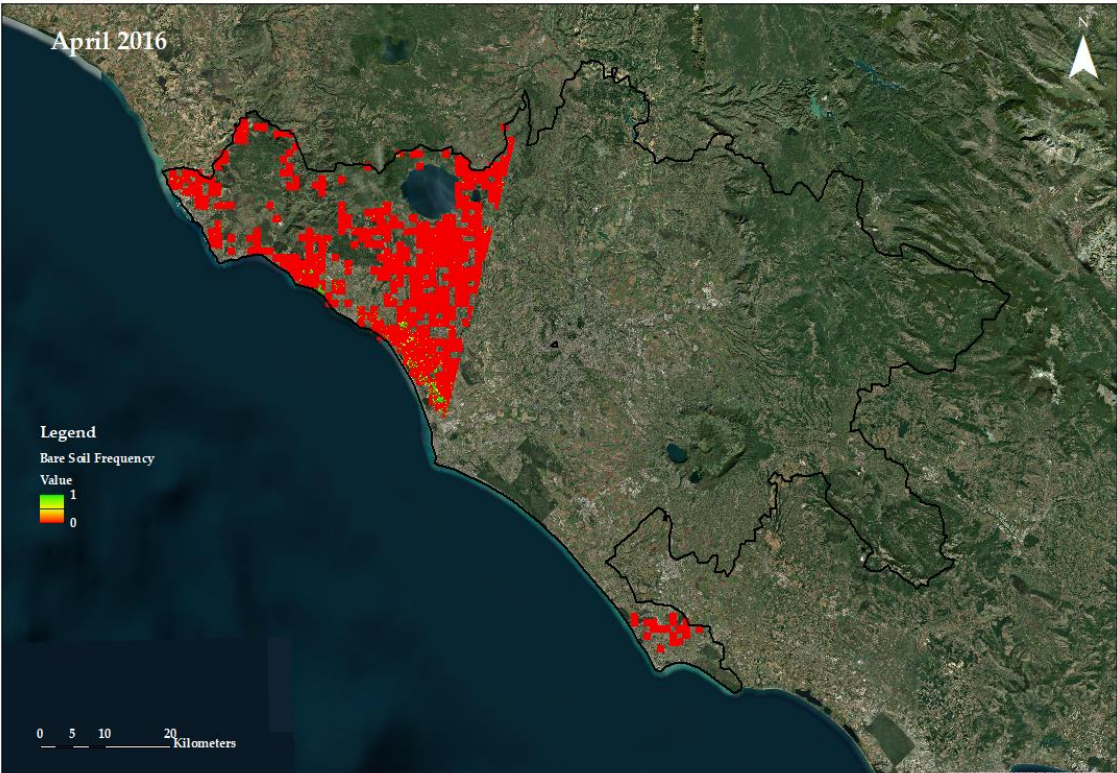 April 2016
N
Legend
Bare Soil Frequency
Value
1
0
0 5 10 20
Kilometers